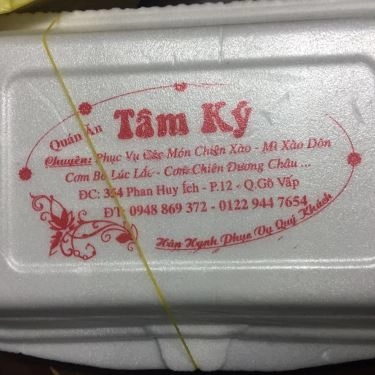 Quán Ăn
Tâm Ký
Chuyên: Phục Vụ Các Món Chiên Xào - Mì Xào Dòn
Cơm Bò Lúc Lắc - Cơm Chiên Dương Châu ...
ĐC: 354 Phan Huy Ích - P.12 - Q.Gò Vấp
ĐT: 0948 869 372 - 0122 944 7654
Hân Hạnh Phục Vụ Quý Khách